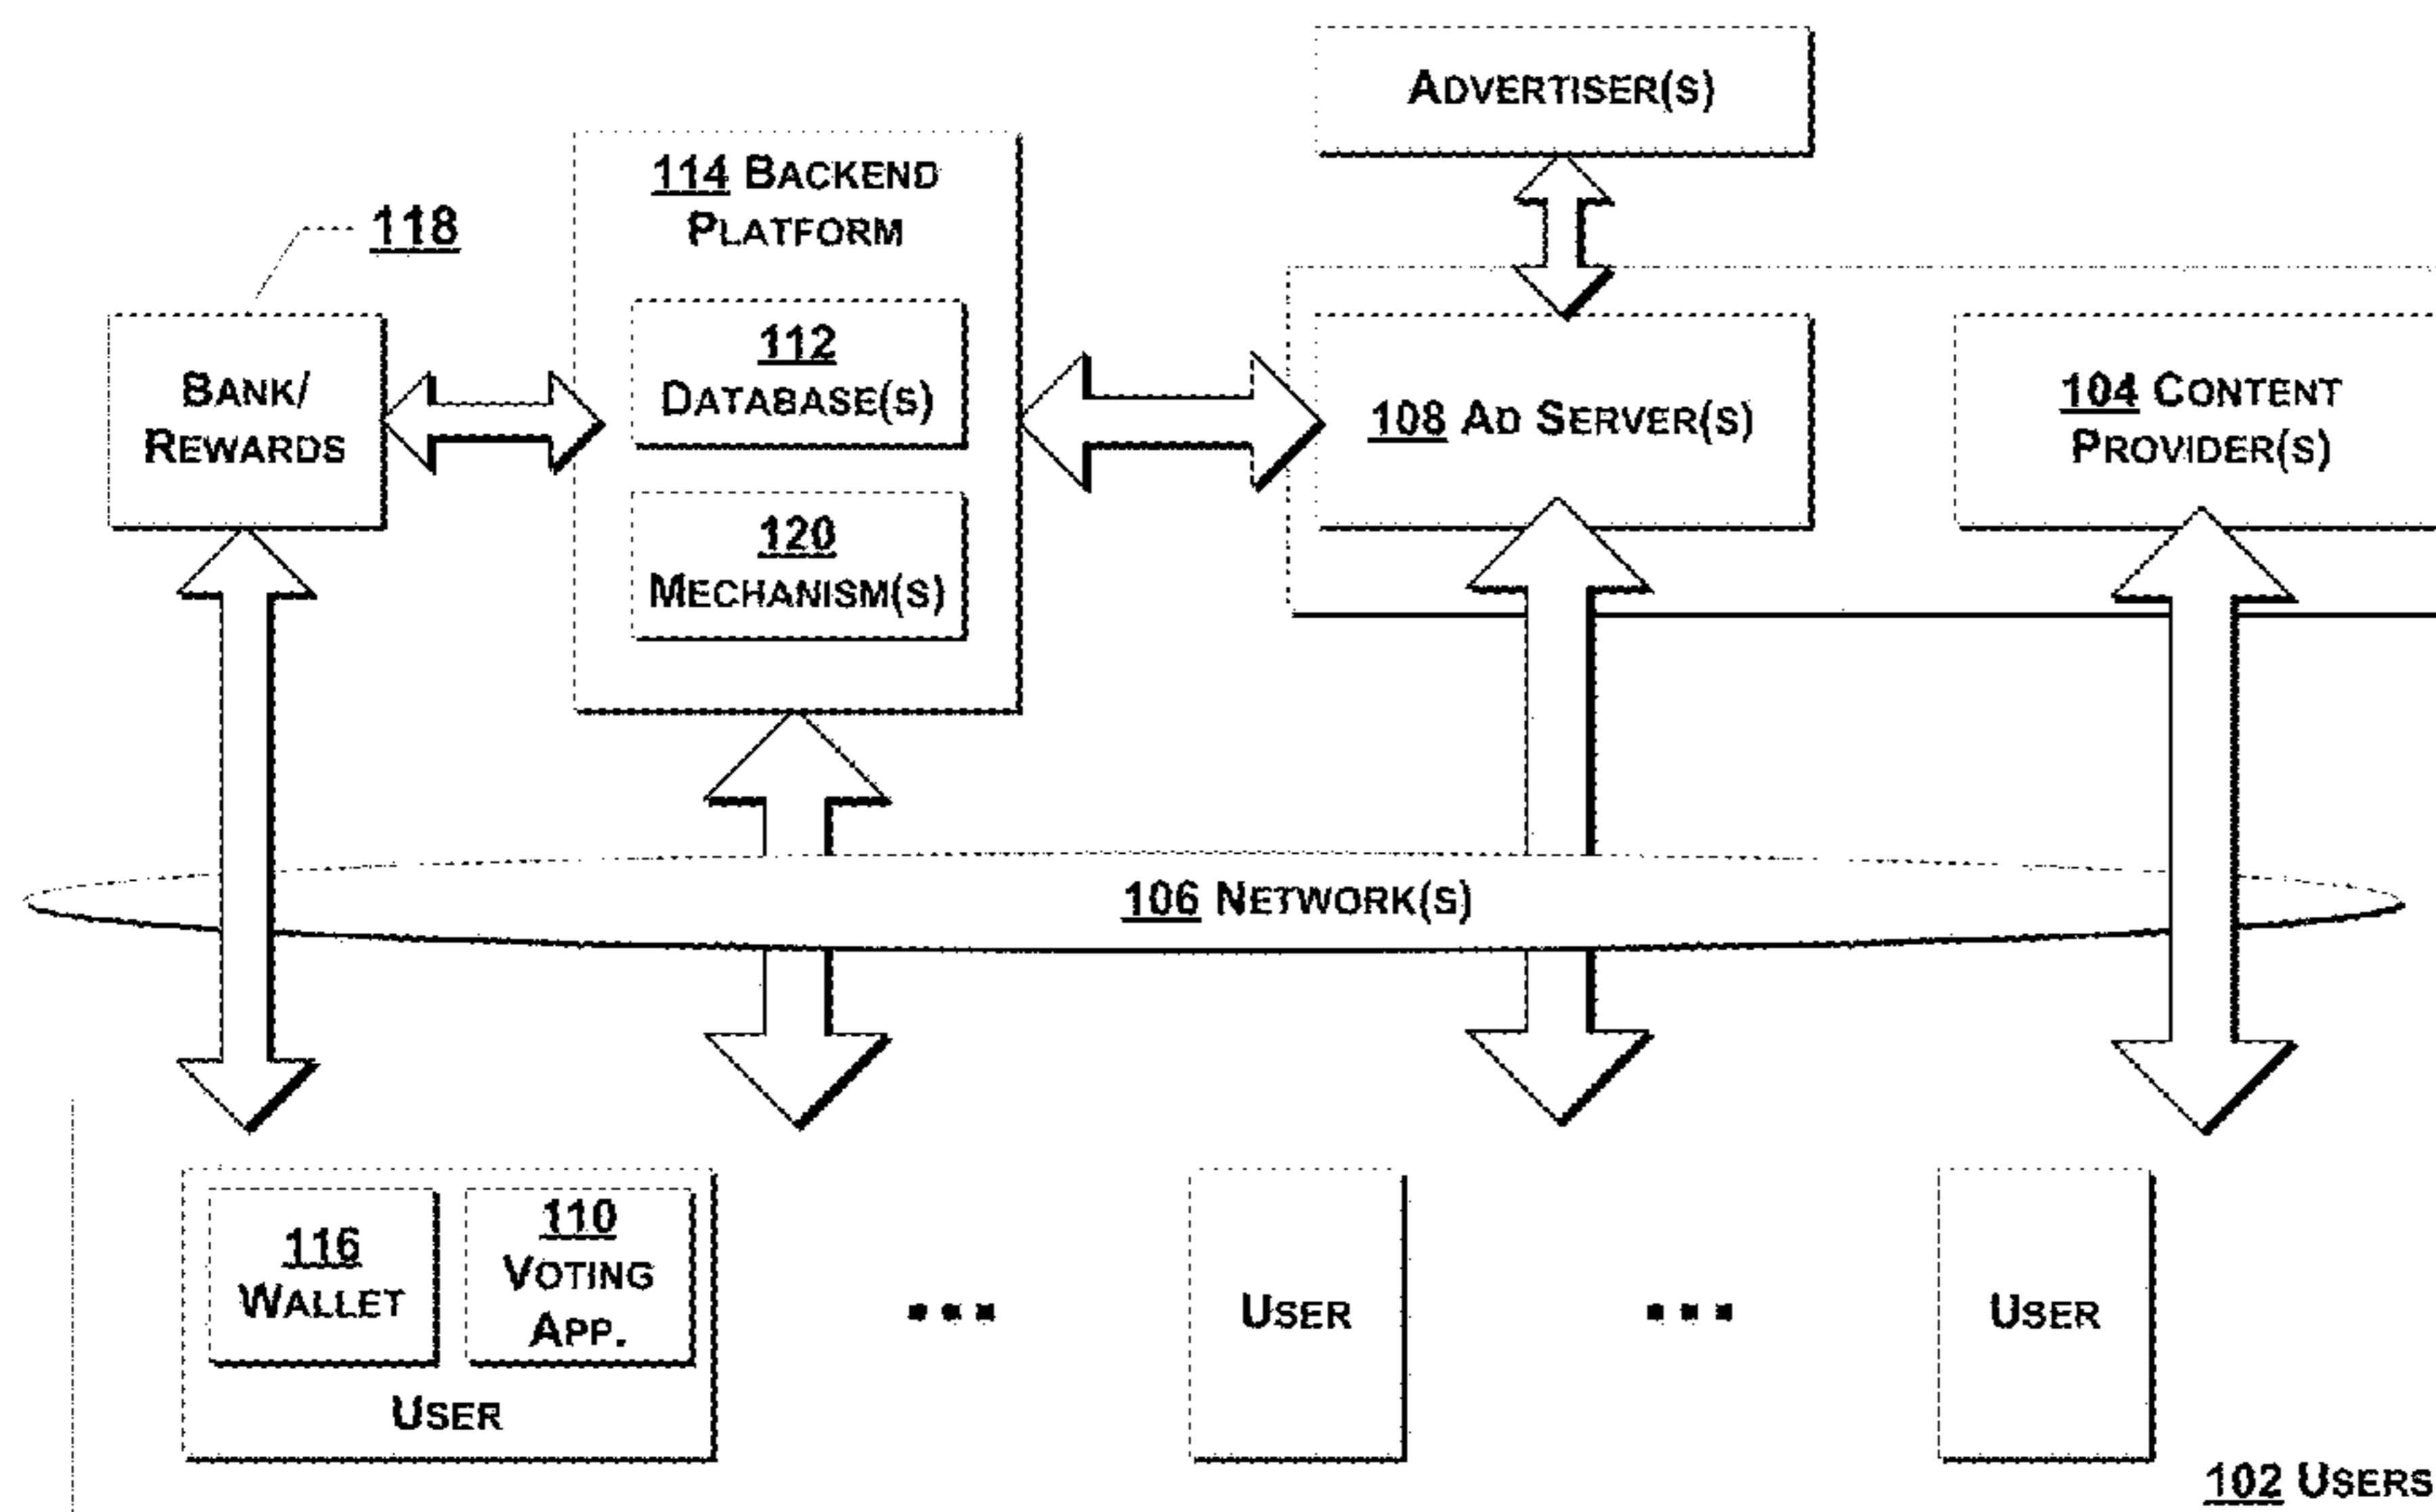 ADVERTISER(S)
114 BACKEND
PLATFORM
118
112
DATABASE(S)
BANK/
REWARDS
108 AD SERVER(S)
104 CONTENT
PROVIDER(S)
120
MECHANISM(S)
106 NETWORK(S)
116
WALLET
110
VOTING
APP.
USER
...
USER
...
USER
102 USERS